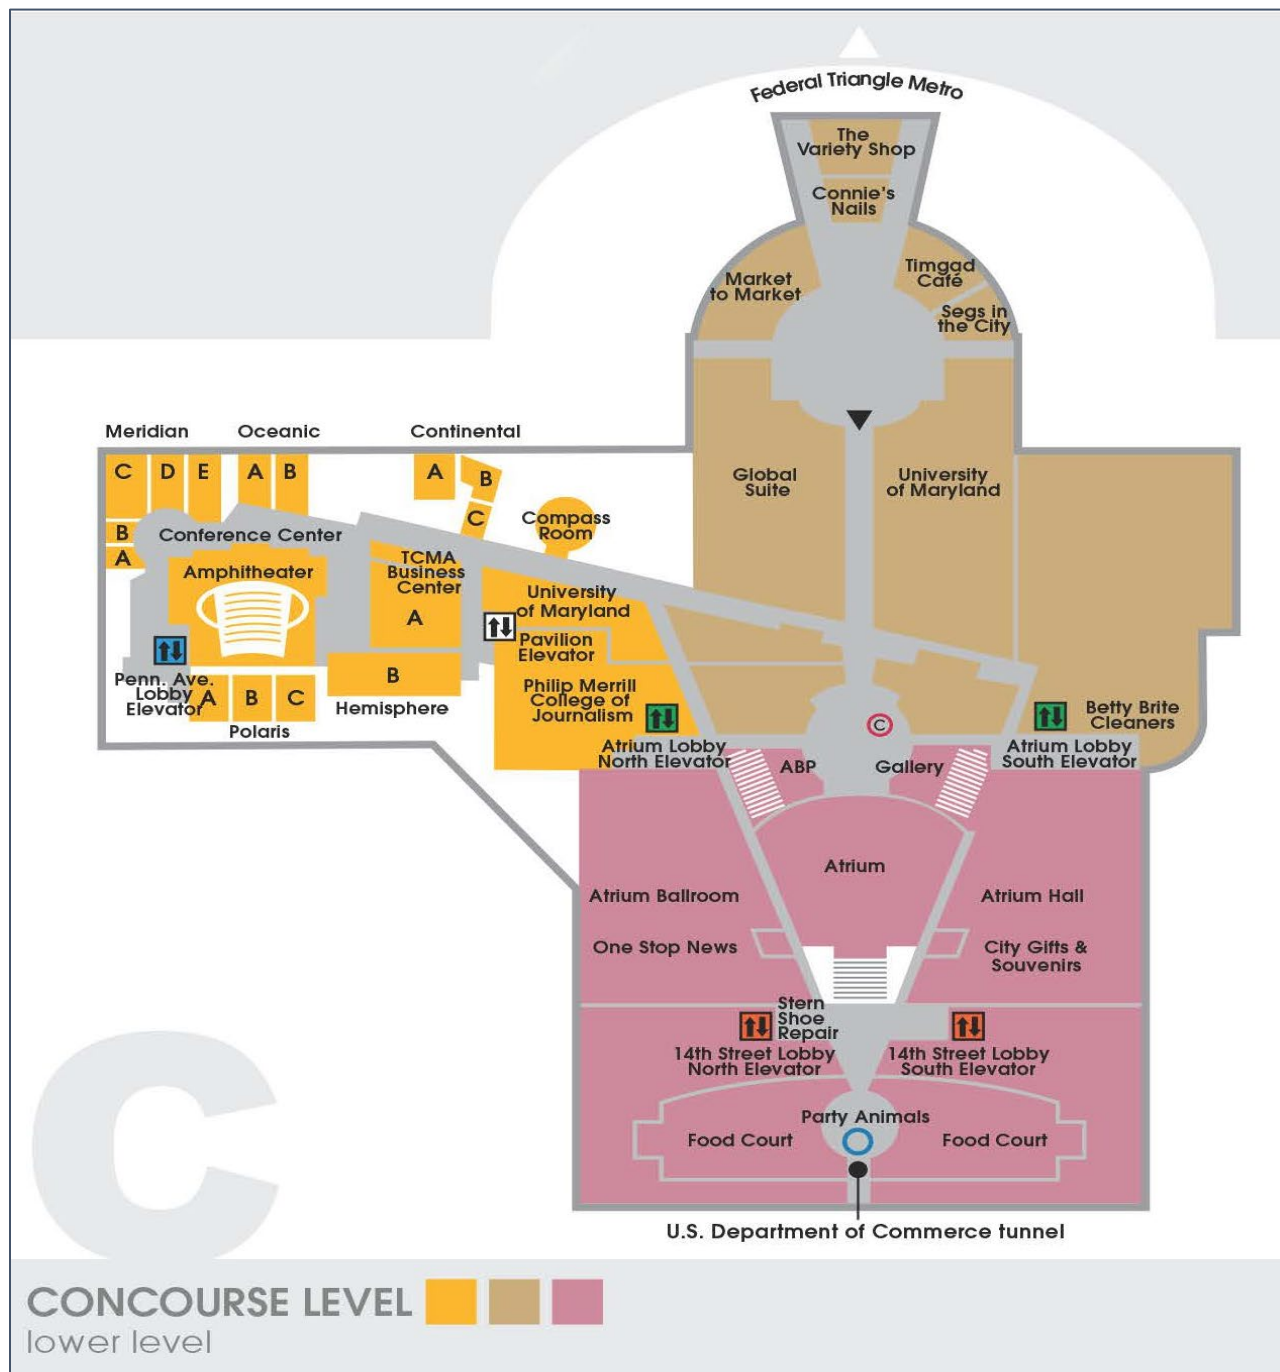 Federal Triangle Metro
The
Variety Shop
Connie's
Nails
Market
to Market
Timgad
Café
Segs in
the City
Meridian
Oceanic
Continental
C
D
E
A
B
A
B
C
B
A
Global
Suite
University
of Maryland
Compass
Room
Conference Center
Amphitheater
TCMA
Business
Center
A
B
Hemisphere
University
of Maryland
Pavilion
Elevator
Penn. Ave.
Lobby
Elevator
A
B
C
Polaris
Philip Merrill
College of
Journalism
Atrium Lobby
North Elevator
C
Betty Brite
Cleaners
Atrium Lobby
South Elevator
ABP
Gallery
Atrium
Atrium Ballroom
Atrium Hall
One Stop News
City Gifts &
Souvenirs
Stern
Shoe
Repair
14th Street Lobby
North Elevator
14th Street Lobby
South Elevator
Party Animals
Food Court
Food Court
U.S. Department of Commerce tunnel
C
CONCOURSE LEVEL
lower level